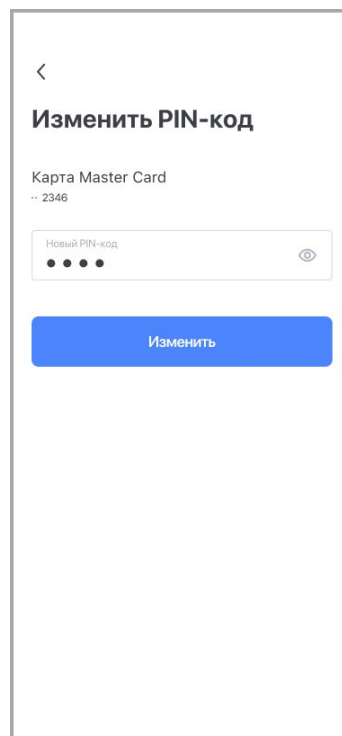 Изменить PIN-код
Карта Master Card
·· 2346
Новый PIN-код
● ● ● ●
Изменить